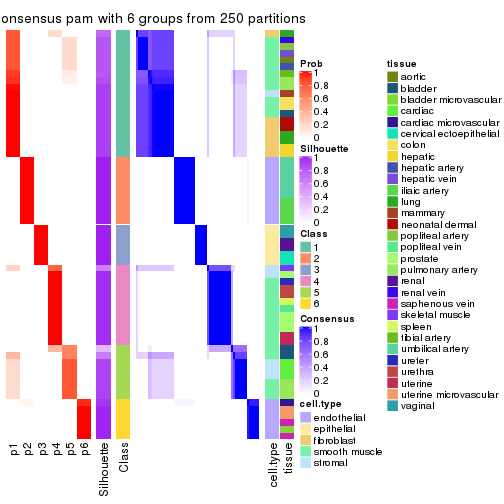 onsensus pam with 6 groups from 250 partitions
Prob
1
0.8
0.6
0.4
0.2
0
Silhouette
1
0.8
0.6
0.4
0.2
0
Class
1
2
3
4
5
6
Consensus
1
0.8
0.6
0.4
0.2
0
cell.type
endothelial
epithelial
fibroblast
smooth muscle
stromal
tissue
aortic
bladder
bladder microvascular
cardiac
cardiac microvascular
cervical ectoepithelial
colon
hepatic
hepatic artery
hepatic vein
iliaic artery
lung
mammary
neonatal dermal
popliteal artery
popliteal vein
prostate
pulmonary artery
renal
renal vein
saphenous vein
skeletal muscle
spleen
tibial artery
umbilical artery
ureter
urethra
uterine
uterine microvascular
vaginal
p1
p2
p3
p4
p5
p6
Silhouette
Class
cell.type
tissue